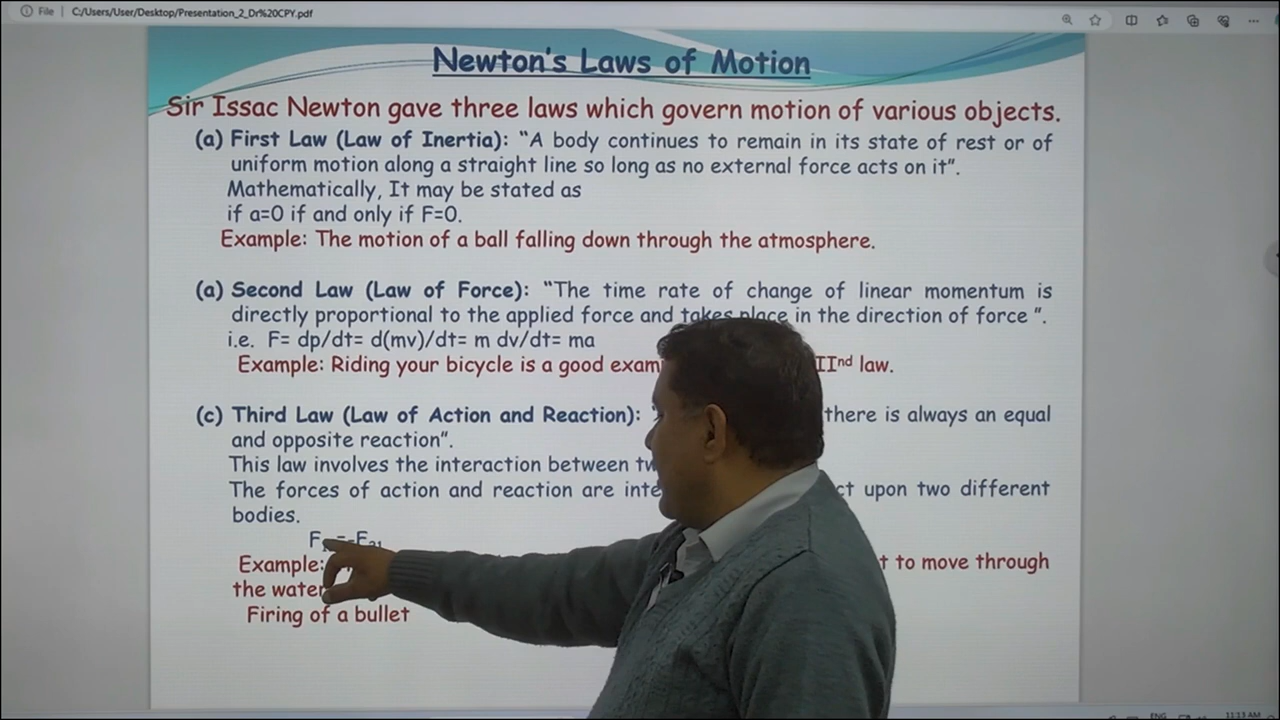 File | C:/Users/User/Desktop/Presentation_2_Dr%20CPY.pdf
Newton's Laws of Motion
Sir Issac Newton gave three laws which govern motion of various objects.
(a) First Law (Law of Inertia): "A body continues to remain in its state of rest or of
uniform motion along a straight line so long as no external force acts on it".
Mathematically, It may be stated as
if a=0 if and only if F=0.
Example: The motion of a ball falling down through the atmosphere.
(a) Second Law (Law of Force): "The time rate of change of linear momentum is
directly proportional to the applied force and takes place in the direction of force ".
i.e. F= dp/dt= d(mv)/dt= m dv/dt= ma
Example: Riding your bicycle is a good IInd law.
(c) Third Law (Law of Action and Reaction): there is always an equal
and opposite reaction".
This law involves the interaction between
The forces of action and reaction are upon two different
bodies.
Example: to move through
the water
Firing of a bullet
ENG
11:13 AM